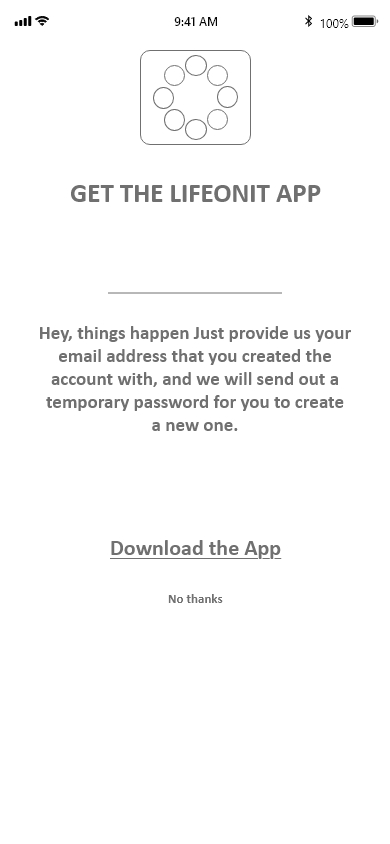 9:41 AM 100%
GET THE LIFEONIT APP
Hey, things happen Just provide us your
email address that you created the
account with, and we will send out a
temporary password for you to create
a new one.
Download the App
No thanks